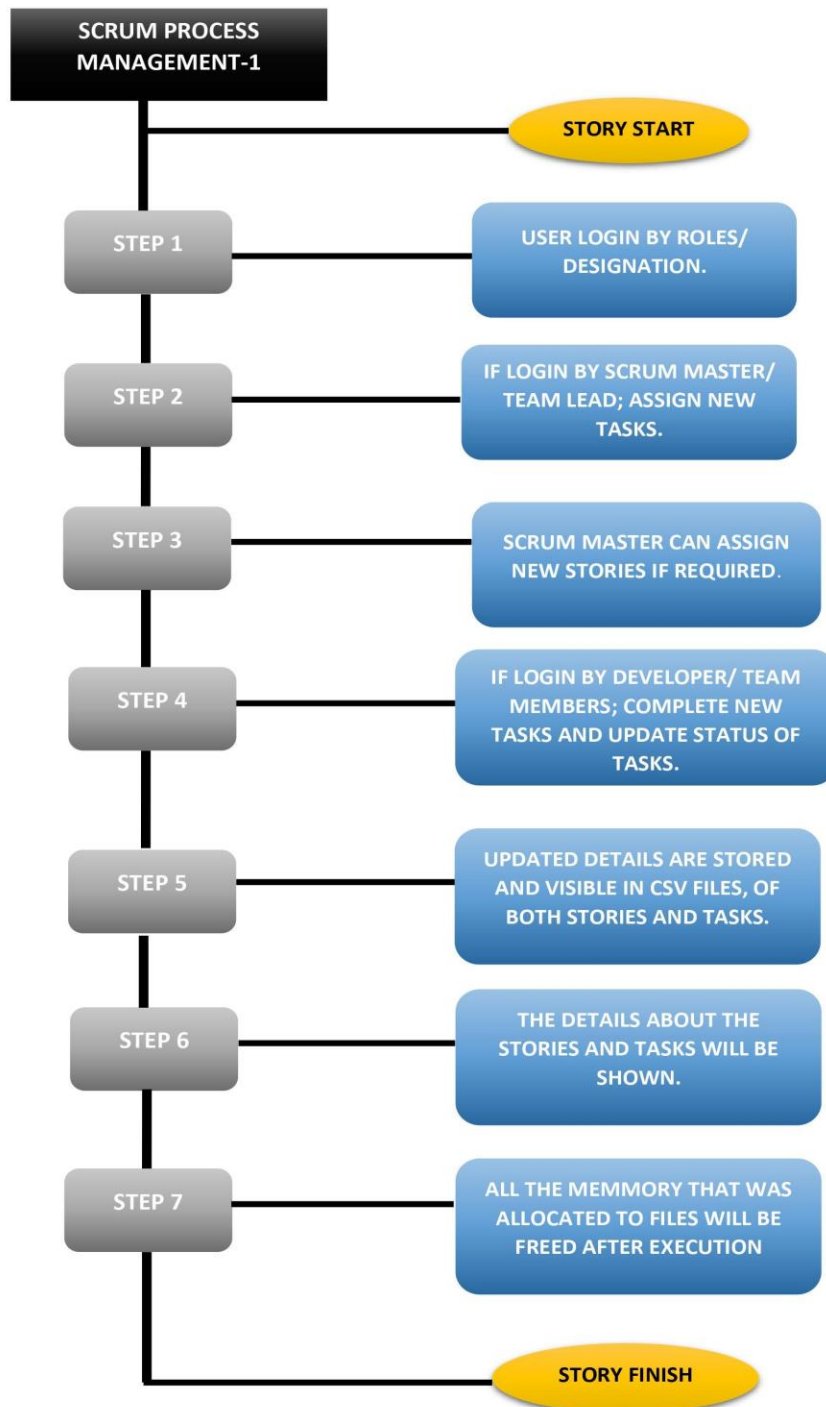 SCRUM PROCESS
MANAGEMENT-1
STORY START
STEP 1
USER LOGIN BY ROLES/
DESIGNATION.
STEP 2
IF LOGIN BY SCRUM MASTER/
TEAM LEAD; ASSIGN NEW
TASKS.
STEP 3
SCRUM MASTER CAN ASSIGN
NEW STORIES IF REQUIRED.
STEP 4
IF LOGIN BY DEVELOPER/ TEAM
MEMBERS; COMPLETE NEW
TASKS AND UPDATE STATUS OF
TASKS.
STEP 5
UPDATED DETAILS ARE STORED
AND VISIBLE IN CSV FILES, OF
BOTH STORIES AND TASKS.
STEP 6
THE DETAILS ABOUT THE
STORIES AND TASKS WILL BE
SHOWN.
STEP 7
ALL THE MEMMORY THAT WAS
ALLOCATED TO FILES WILL BE
FREED AFTER EXECUTION
STORY FINISH